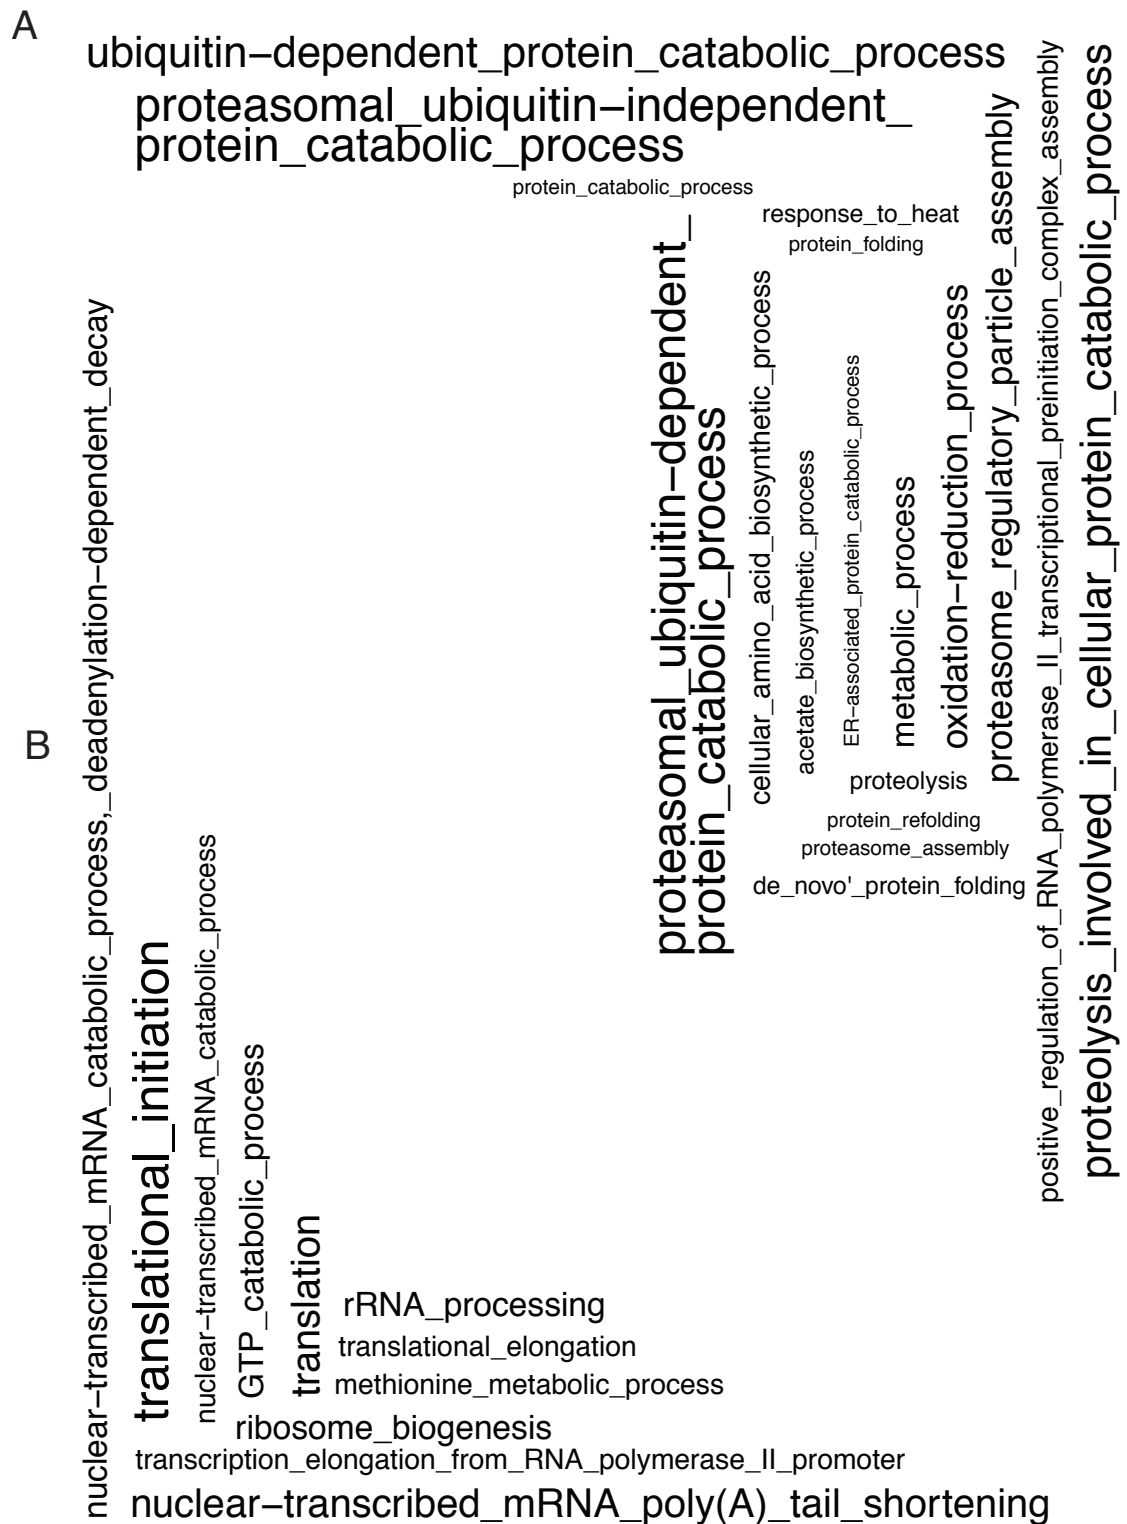 A
ubiquitin−dependent_protein_catabolic_process
proteasomal_ubiquitin−independent_
protein_catabolic_process
protein_catabolic_process
response_to_heat
protein_folding
proteasomal_ubiquitin−dependent_
protein_catabolic_process
cellular_amino_acid_biosynthetic_process
acetate_biosynthetic_process
ER−associated_protein_catabolic_process
metabolic_process
oxidation−reduction_process
proteasome_regulatory_particle_assembly
positive_regulation_of_RNA_polymerase_II_transcriptional_preinitiation_complex_assembly
proteolysis_involved_in_cellular_protein_catabolic_process
proteolysis
protein_refolding
proteasome_assembly
de_novo'_protein_folding
B
nuclear−transcribed_mRNA_catabolic_process,_deadenylation−dependent_decay
translational_initiation
nuclear−transcribed_mRNA_catabolic_process
GTP_catabolic_process
translation
rRNA_processing
translational_elongation
methionine_metabolic_process
ribosome_biogenesis
transcription_elongation_from_RNA_polymerase_II_promoter
nuclear−transcribed_mRNA_poly(A)_tail_shortening